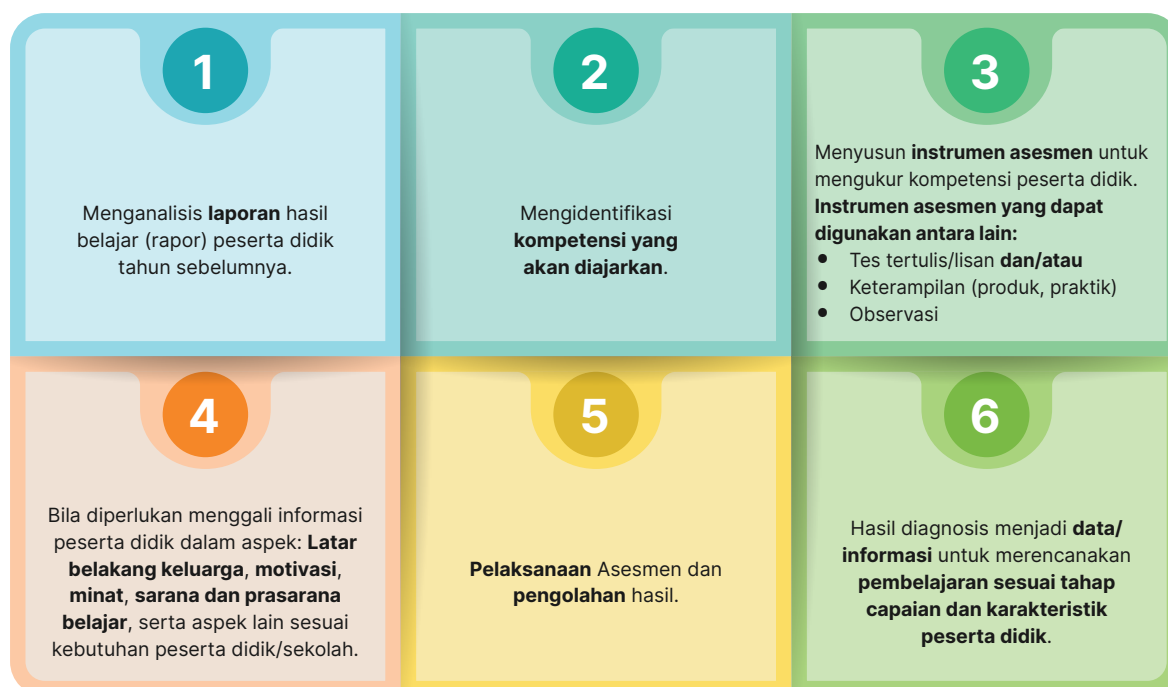 1
Menganalisis laporan hasil
belajar (rapor) peserta didik
tahun sebelumnya.
2
Mengidentifikasi
kompetensi yang
akan diajarkan.
3
Menyusun instrumen asesmen untuk
mengukur kompetensi peserta didik.
Instrumen asesmen yang dapat
digunakan antara lain:
• Tes tertulis/lisan dan/atau
• Keterampilan (produk, praktik)
• Observasi
4
Bila diperlukan menggali informasi
peserta didik dalam aspek: Latar
belakang keluarga, motivasi,
minat, sarana dan prasarana
belajar, serta aspek lain sesuai
kebutuhan peserta didik/sekolah.
5
Pelaksanaan Asesmen dan
pengolahan hasil.
6
Hasil diagnosis menjadi data/
informasi untuk merencanakan
pembelajaran sesuai tahap
capaian dan karakteristik
peserta didik.